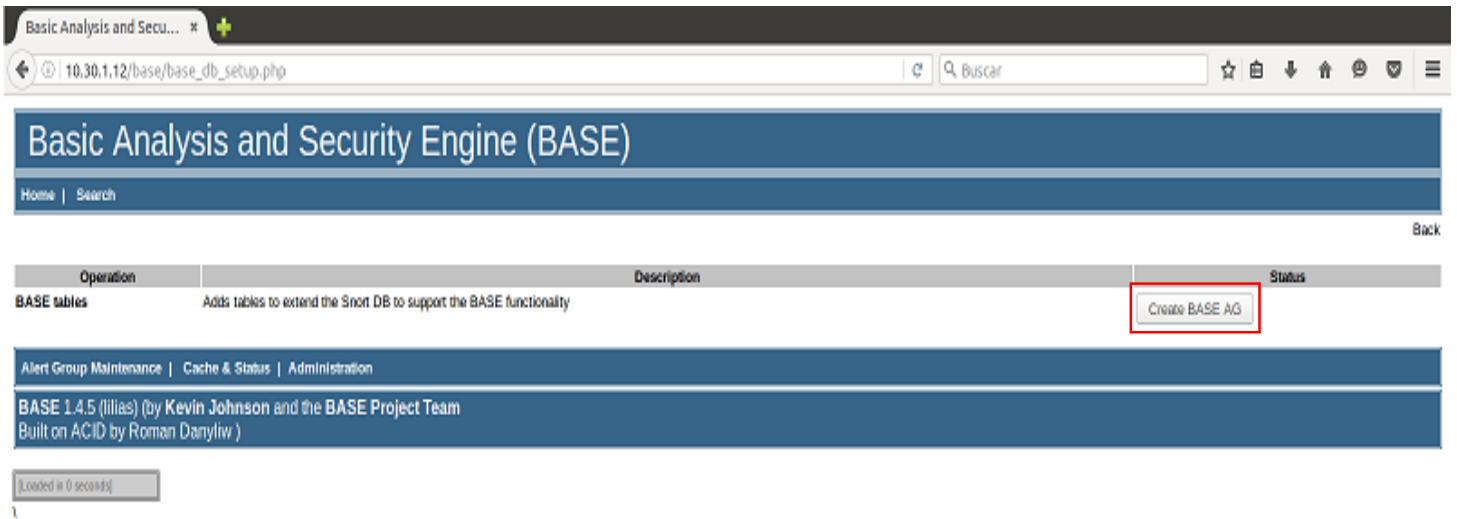 Basic Analysis and Secu... ×
10.30.1.12/base/base_db_setup.php
Buscar
Basic Analysis and Security Engine (BASE)
Home | Search
Back
Operation Description Status
BASE tables Adds tables to extend the Snort DB to support the BASE functionality Create BASE AG
Alert Group Maintenance | Cache & Status | Administration
BASE 1.4.5 (lilias) (by Kevin Johnson and the BASE Project Team
Built on ACID by Roman Danyliw )
[Loaded in 0 seconds]